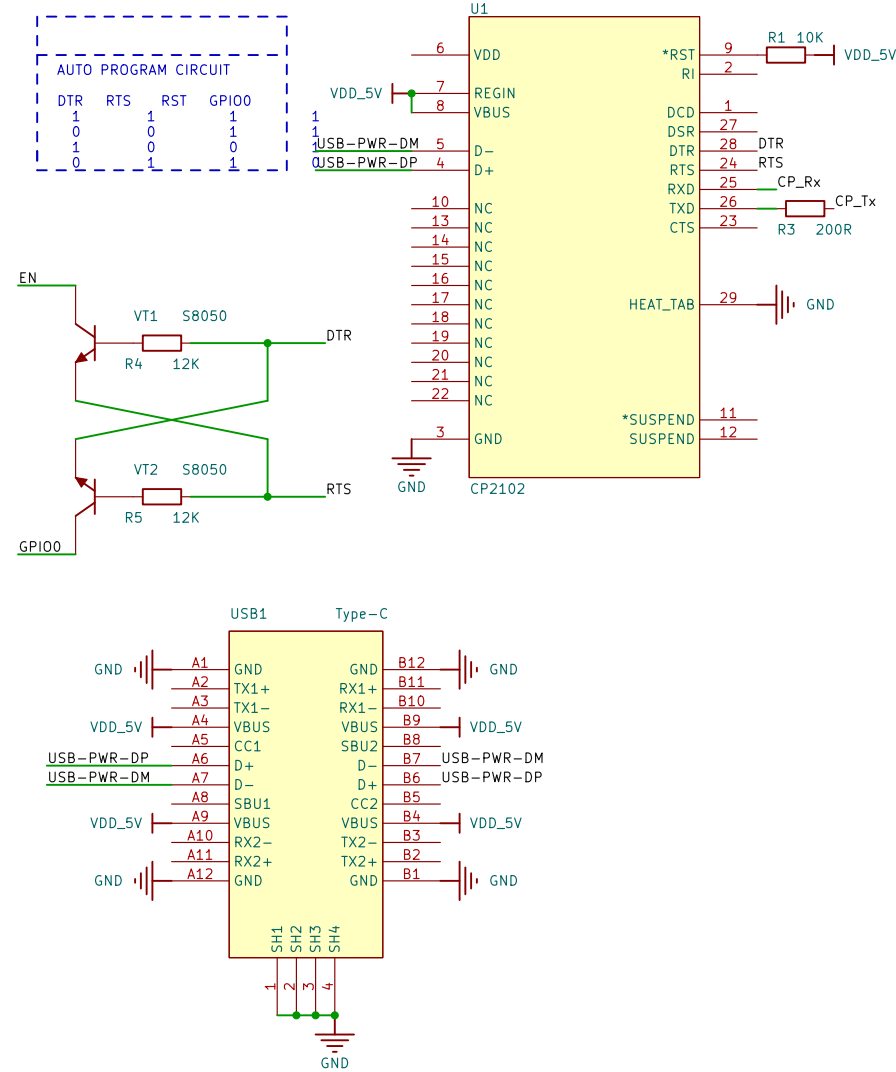 U1
AUTO PROGRAM CIRCUIT
DTR RTS RST GPIO0
1 1 1 1
0 0 1 1
1 0 0 1
0 1 1 0
6 VDD
VDD_5V 7 REGIN
8 VBUS
USB-PWR-DM 5 D-
USB-PWR-DP 4 D+
10 NC
13 NC
14 NC
15 NC
16 NC
17 NC
18 NC
19 NC
20 NC
21 NC
22 NC
3 GND
GND
*RST 9 R1 10K VDD_5V
RI 2
DCD 1
DSR 27
DTR 28 DTR
RTS 24 RTS
RXD 25 CP_Rx
TXD 26 CP_Tx
R3 200R
CTS 23
HEAT_TAB 29 GND
*SUSPEND 11
SUSPEND 12
CP2102
EN
VT1 S8050
DTR
R4 12K
VT2 S8050
RTS
R5 12K
GPIO0
USB1 Type-C
GND A1 GND GND B12 GND
A2 TX1+ RX1+ B11
A3 TX1- RX1- B10
VDD_5V A4 VBUS VBUS B9 VDD_5V
A5 CC1 SBU2 B8
USB-PWR-DP A6 D+ D- B7 USB-PWR-DM
USB-PWR-DM A7 D- D+ B6 USB-PWR-DP
A8 SBU1 CC2 B5
VDD_5V A9 VBUS VBUS B4 VDD_5V
A10 RX2- TX2- B3
A11 RX2+ TX2+ B2
GND A12 GND GND B1 GND
SH1 SH2 SH3 SH4
1 2 3 4
GND